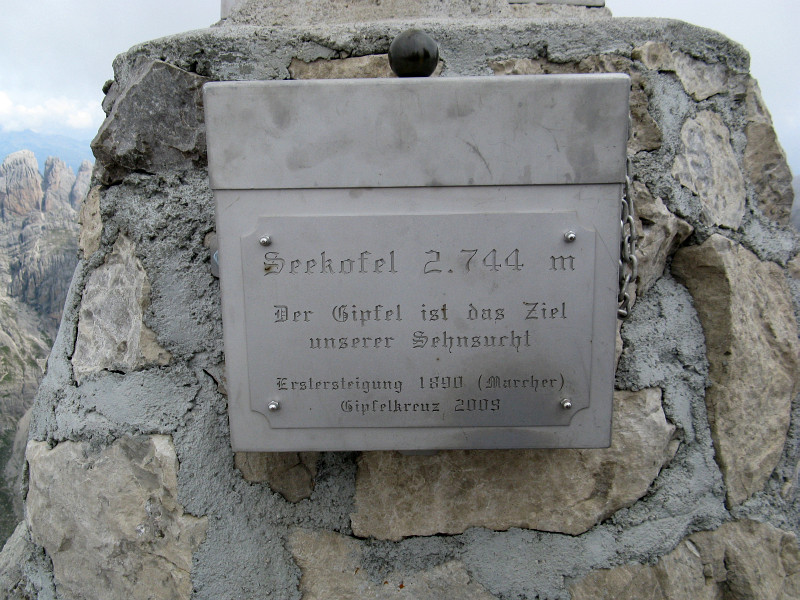 Seekofel 2.744 m
Der Gipfel ist das Ziel
unserer Sehnsucht
Erstersteigung 1890 (Marcher)
Gipfelkreuz 2009